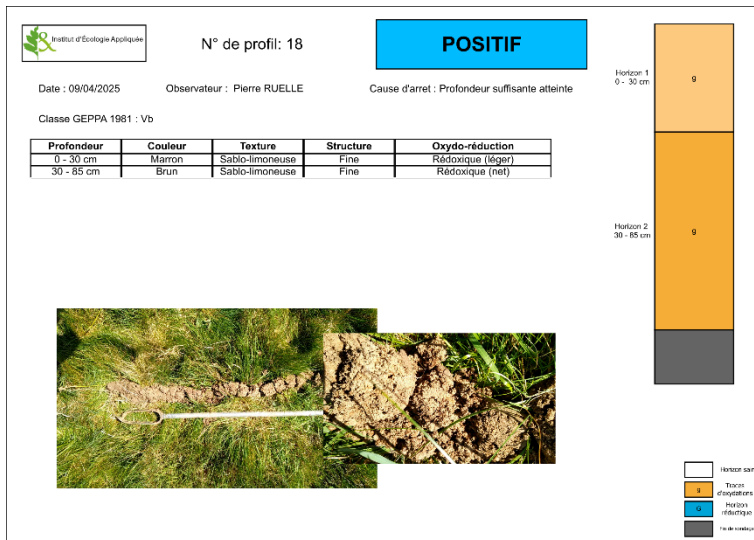 & Institut d'Écologie Appliquée
N° de profil: 18
POSITIF
Date : 09/04/2025
Observateur : Pierre RUELLE
Cause d'arret : Profondeur suffisante atteinte
Classe GEPPA 1981 : Vb
Profondeur Couleur Texture Structure Oxydo-réduction
0 - 30 cm Marron Sablo-limoneuse Fine Rédoxique (léger)
30 - 85 cm Brun Sablo-limoneuse Fine Rédoxique (net)
Horizon 1
0 - 30 cm
g
Horizon 2
30 - 85 cm
g
Horizon sain
g
Traces
d'oxydations
G
Horizon
réductique
Fin de sondage